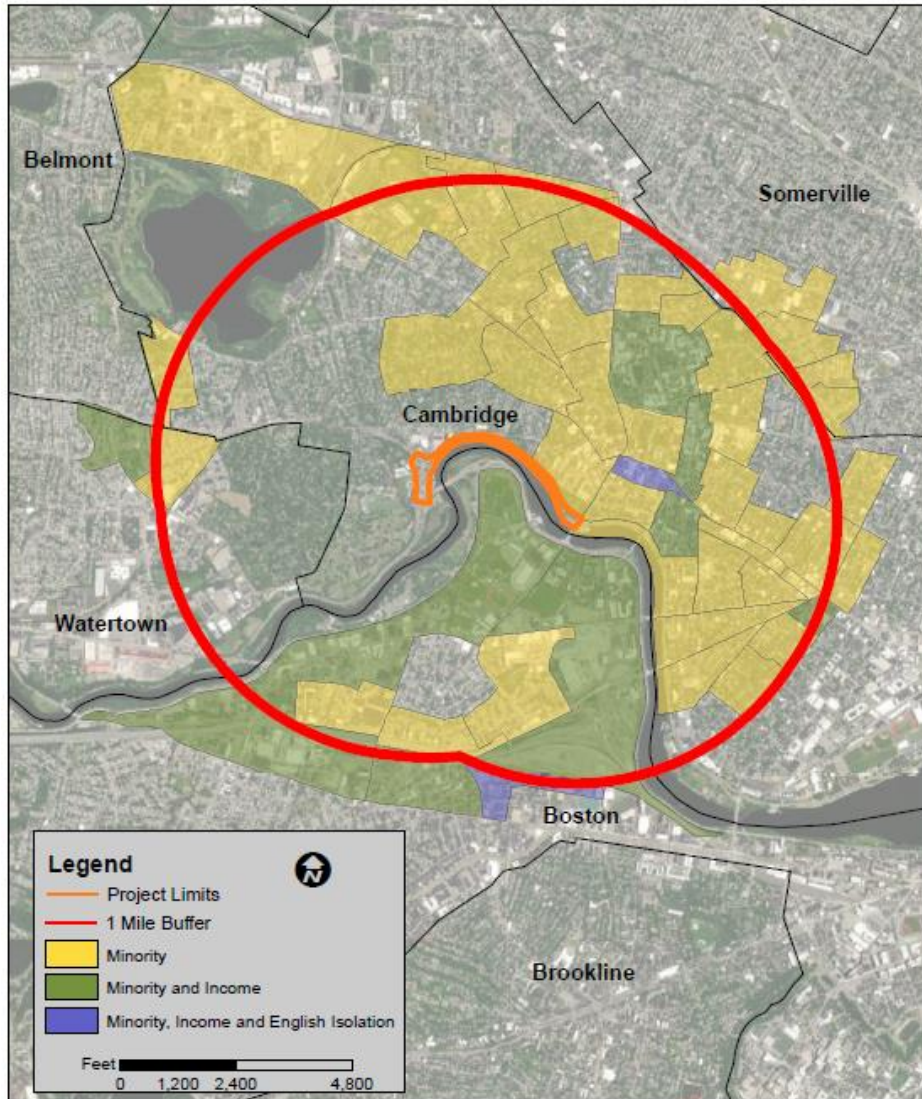 Belmont
Somerville
Cambridge
Watertown
Boston
Brookline
Legend
N
Project Limits
1 Mile Buffer
Minority
Minority and Income
Minority, Income and English Isolation
Feet
0 1,200 2,400 4,800